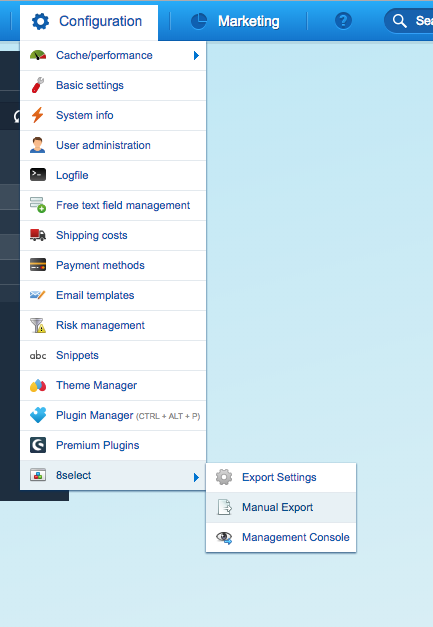 Configuration
Marketing
?
Sea
Cache/performance
Basic settings
System info
User administration
Logfile
Free text field management
Shipping costs
Payment methods
Email templates
Risk management
abc Snippets
Theme Manager
Plugin Manager (CTRL + ALT + P)
Premium Plugins
8select
Export Settings
Manual Export
Management Console